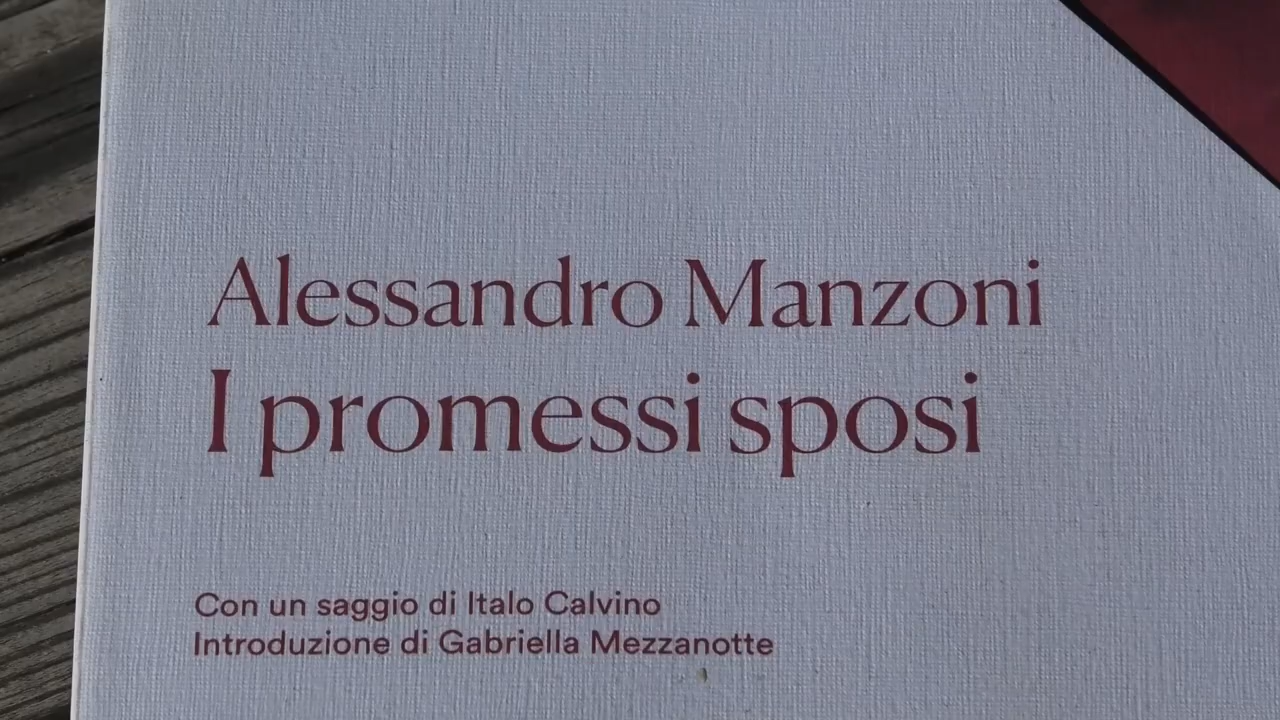 Alessandro Manzoni
I promessi sposi
Con un saggio di Italo Calvino
Introduzione di Gabriella Mezzanotte